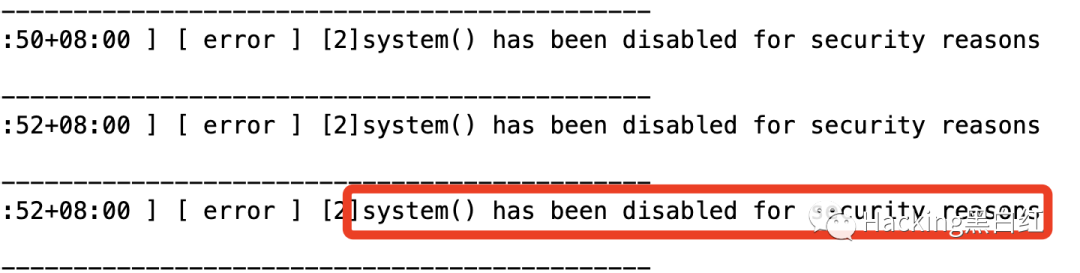 :50+08:00 ] [ error ] [2]system() has been disabled for security reasons
:52+08:00 ] [ error ] [2]system() has been disabled for security reasons
:52+08:00 ] [ error ] [2]system() has been disabled for security reasons
Hacking黑白红